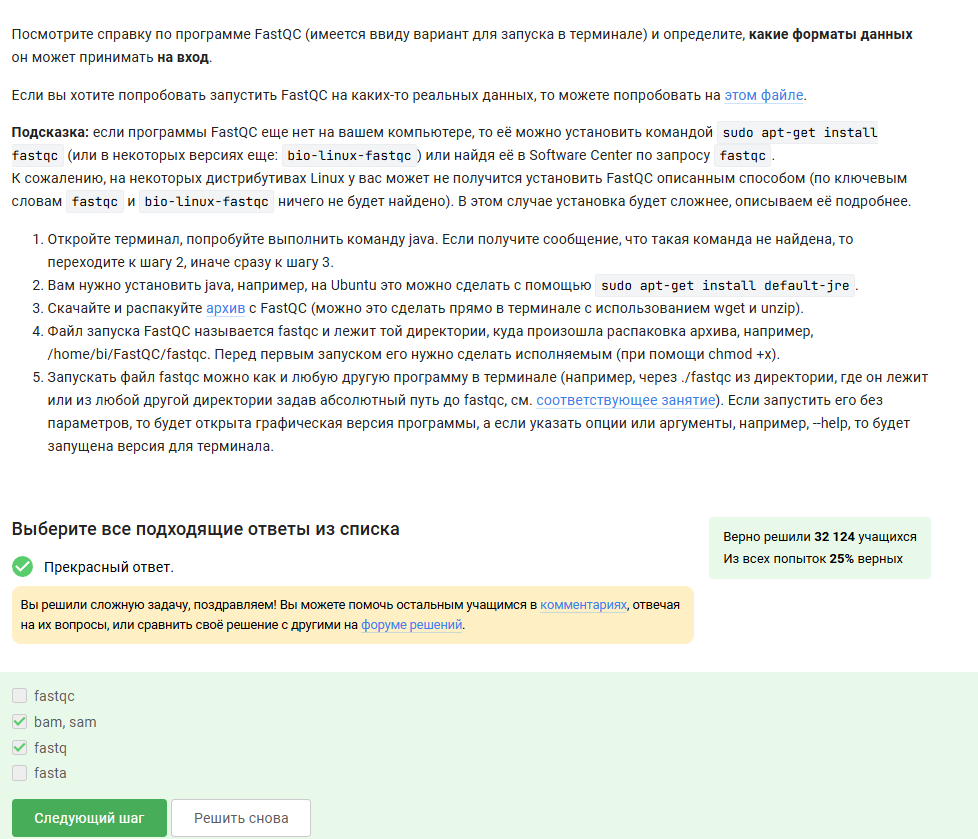 Посмотрите справку по программе FastQC (имеется ввиду вариант для запуска в терминале) и определите, какие форматы данных
он может принимать на вход.
Если вы хотите попробовать запустить FastQC на каких-то реальных данных, то можете попробовать на этом файле.
Подсказка: если программы FastQC еще нет на вашем компьютере, то её можно установить командой sudo apt-get install
fastqc (или в некоторых версиях еще: bio-linux-fastqc ) или найдя её в Software Center по запросу fastqc .
К сожалению, на некоторых дистрибутивах Linux у вас может не получится установить FastQC описанным способом (по ключевым
словам fastqc и bio-linux-fastqc ничего не будет найдено). В этом случае установка будет сложнее, описываем её подробнее.
1. Откройте терминал, попробуйте выполнить команду java. Если получите сообщение, что такая команда не найдена, то
переходите к шагу 2, иначе сразу к шагу 3.
2. Вам нужно установить java, например, на Ubuntu это можно сделать с помощью sudo apt-get install default-jre .
3. Скачайте и распакуйте архив с FastQC (можно это сделать прямо в терминале с использованием wget и unzip).
4. Файл запуска FastQC называется fastqc и лежит той директории, куда произошла распаковка архива, например,
/home/bi/FastQC/fastqc. Перед первым запуском его нужно сделать исполняемым (при помощи chmod +x).
5. Запускать файл fastqc можно как и любую другую программу в терминале (например, через ./fastqc из директории, где он лежит
или из любой другой директории задав абсолютный путь до fastqc, см. соответствующее занятие). Если запустить его без
параметров, то будет открыта графическая версия программы, а если указать опции или аргументы, например, --help, то будет
запущена версия для терминала.
Выберите все подходящие ответы из списка
Верно решили 32 124 учащихся
Из всех попыток 25% верных
Прекрасный ответ.
Вы решили сложную задачу, поздравляем! Вы можете помочь остальным учащимся в комментариях, отвечая
на их вопросы, или сравнить своё решение с другими на форуме решений.
fastqc
bam, sam
fastq
fasta
Следующий шаг
Решить снова